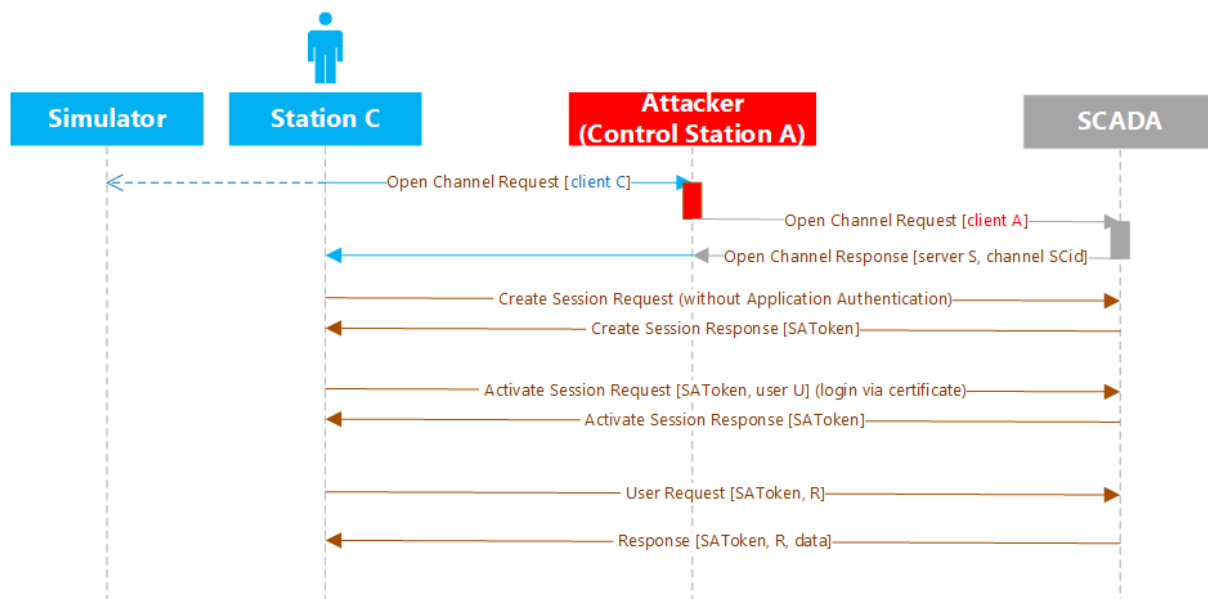 Simulator
Station C
Attacker
(Control Station A)
SCADA
Open Channel Request [client C]
Open Channel Request [client A]
Open Channel Response [server S, channel SCid]
Create Session Request (without Application Authentication)
Create Session Response [SAToken]
Activate Session Request [SAToken, user U] (login via certificate)
Activate Session Response [SAToken]
User Request [SAToken, R]
Response [SAToken, R, data]